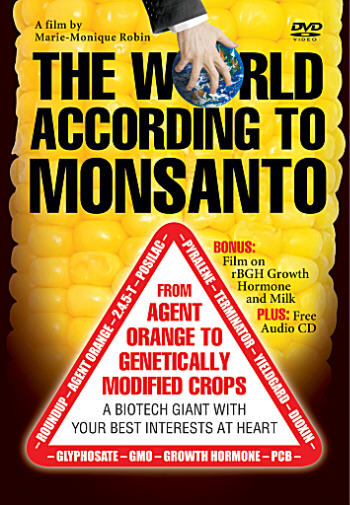 A film by
Marie-Monique Robin
DVD
VIDEO
THE WORLD
ACCORDING TO
MONSANTO
BONUS:
Film on
rBGH Growth
Hormone
and Milk
PLUS: Free
Audio CD
– ROUNDUP – AGENT ORANGE – 2,4,5-T – POSILAC –
– PYRALENE – TERMINATOR – YIELDGARD – DIOXIN –
FROM
AGENT
ORANGE TO
GENETICALLY
MODIFIED CROPS
A BIOTECH GIANT WITH
YOUR BEST INTERESTS AT HEART
– GLYPHOSATE – GMO – GROWTH HORMONE – PCB –